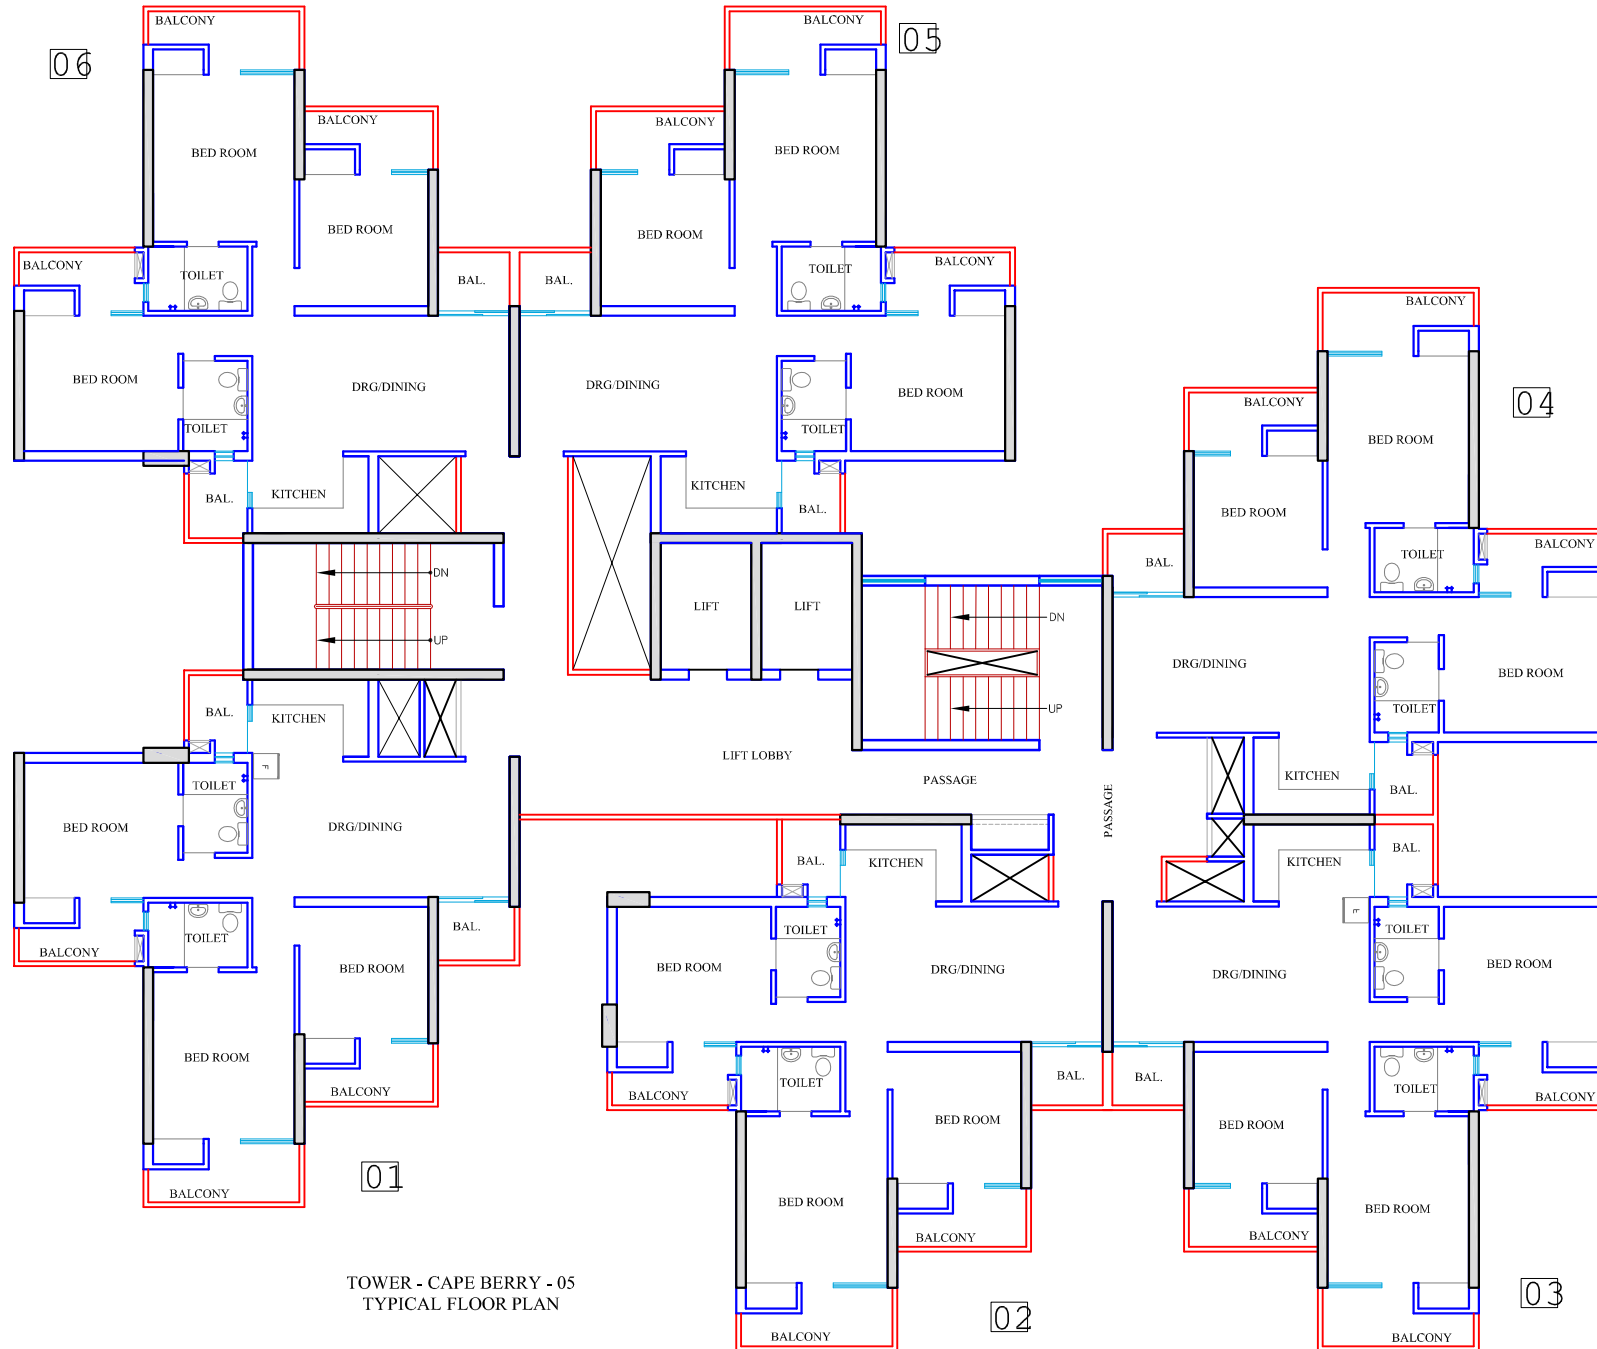 BALCONY
BALCONY
05
06
BALCONY
BALCONY
BED ROOM
BED ROOM
BED ROOM
BED ROOM
BALCONY
BALCONY
TOILET
BAL.
BAL.
TOILET
BALCONY
BED ROOM
DRG/DINING
DRG/DINING
BED ROOM
BALCONY
04
TOILET
TOILET
BED ROOM
KITCHEN
KITCHEN
BAL.
BAL.
BED ROOM
BALCONY
TOILET
BAL.
DN
LIFT
LIFT
DN
UP
DRG/DINING
BED ROOM
BAL.
KITCHEN
UP
TOILET
LIFT LOBBY
PASSAGE
KITCHEN
BAL.
TOILET
F
PASSAGE
BED ROOM
DRG/DINING
BAL.
KITCHEN
KITCHEN
BAL.
F
BAL.
TOILET
TOILET
TOILET
BALCONY
BED ROOM
BED ROOM
DRG/DINING
DRG/DINING
BED ROOM
BED ROOM
BALCONY
BALCONY
TOILET
BAL.
BAL.
TOILET
BALCONY
BED ROOM
BED ROOM
01
BALCONY
BED ROOM
BED ROOM
BALCONY
BALCONY
TOWER - CAPE BERRY - 05
TYPICAL FLOOR PLAN
02
03
BALCONY
BALCONY